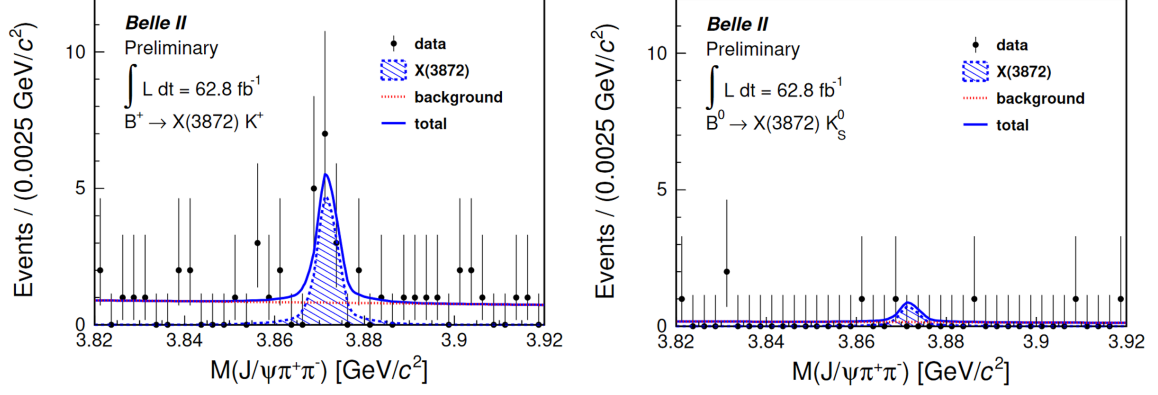 Events / (0.0025 GeV/c²)
Belle II
Preliminary
∫ L dt = 62.8 fb⁻¹
B⁺ → X(3872) K⁺
data
X(3872)
background
total
10
5
0
3.82 3.84 3.86 3.88 3.9 3.92
M(J/ψπ⁺π⁻) [GeV/c²]
Events / (0.0025 GeV/c²)
Belle II
Preliminary
∫ L dt = 62.8 fb⁻¹
B⁰ → X(3872) K⁰S
data
X(3872)
background
total
10
5
0
3.82 3.84 3.86 3.88 3.9 3.92
M(J/ψπ⁺π⁻) [GeV/c²]